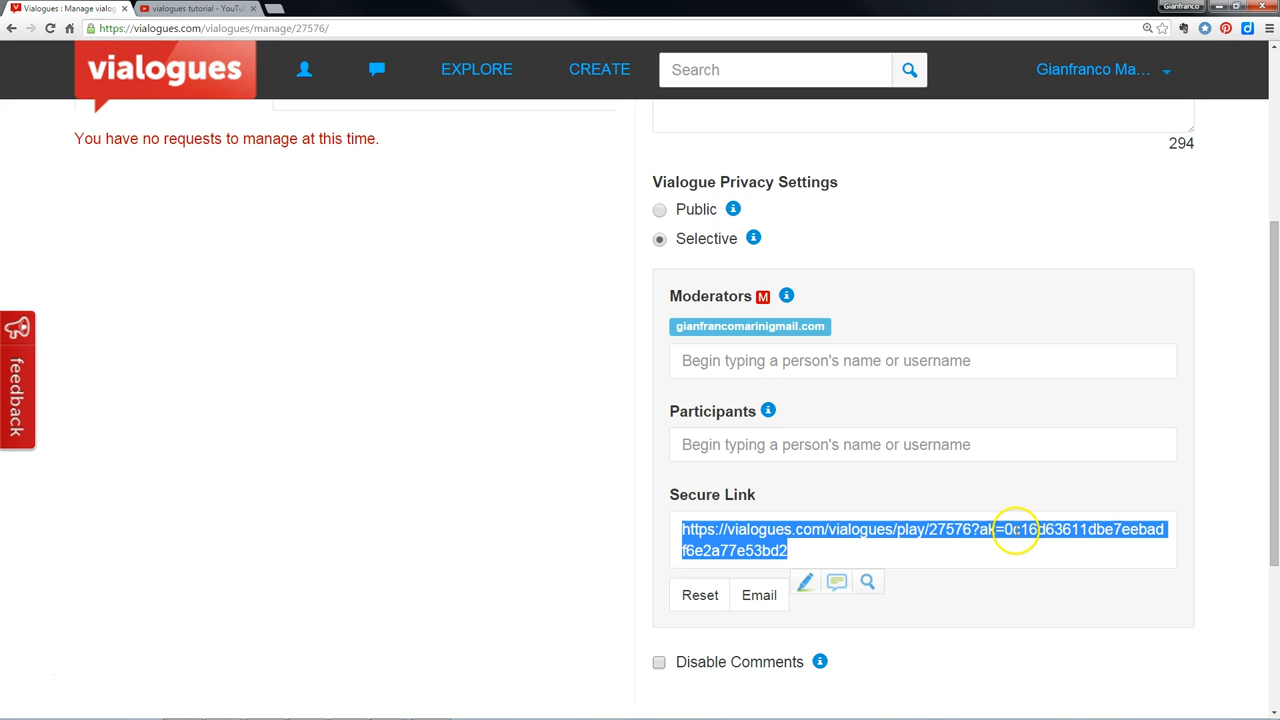 Vialogues : Manage vialog
vialogues tutorial - YouTu
Gianfranco
https://vialogues.com/vialogues/manage/27576/
vialogues
EXPLORE
CREATE
Search
Gianfranco Ma...
You have no requests to manage at this time.
294
Vialogue Privacy Settings
Public
Selective
Moderators M
gianfrancomarinigmail.com
Begin typing a person's name or username
Participants
Begin typing a person's name or username
feedback
Secure Link
https://vialogues.com/vialogues/play/27576?ak=0c16d63611dbe7eebad
f6e2a77e53bd2
Reset
Email
Disable Comments